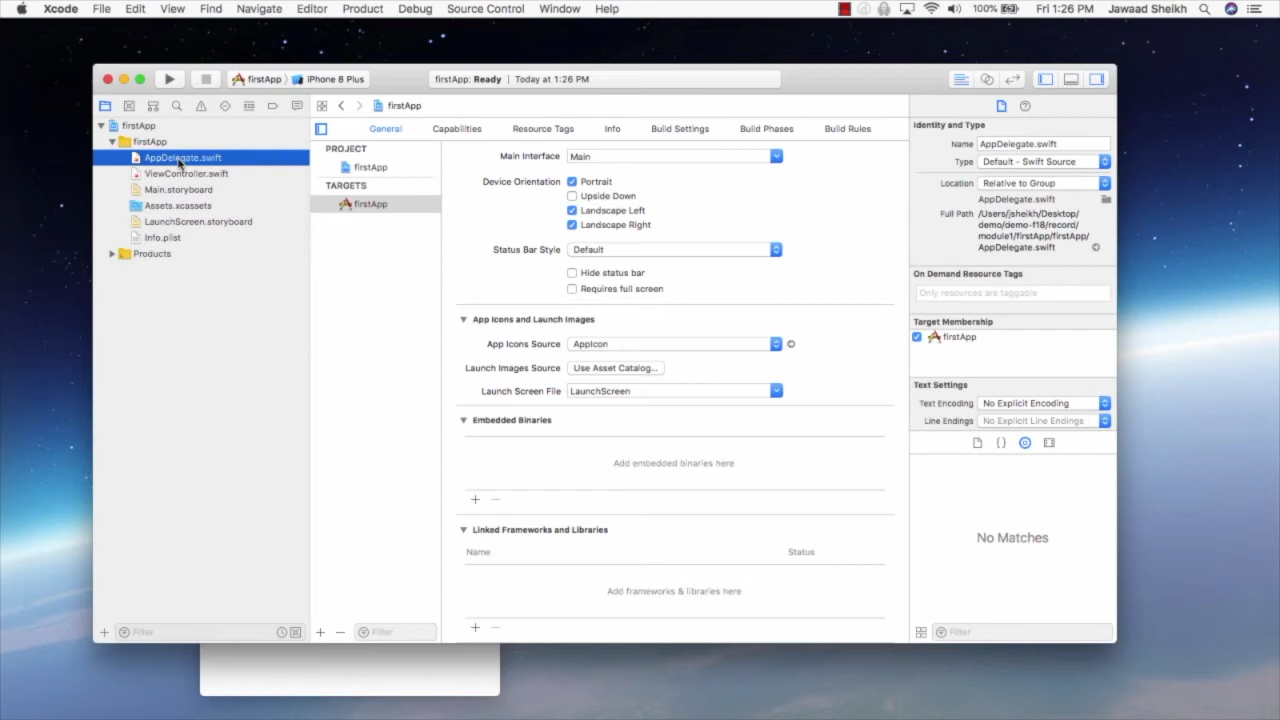 Xcode File Edit View Find Navigate Editor Product Debug Source Control Window Help 100% Fri 1:26 PM Jawaad Sheikh
firstApp iPhone 8 Plus firstApp: Ready Today at 1:26 PM
firstApp
firstApp
firstApp
AppDelegate.swift
ViewController.swift
Main.storyboard
Assets.xcassets
LaunchScreen.storyboard
Info.plist
Products
Filter
General Capabilities Resource Tags Info Build Settings Build Phases Build Rules
PROJECT
firstApp
TARGETS
firstApp
Filter
Main Interface Main
Device Orientation Portrait
Upside Down
Landscape Left
Landscape Right
Status Bar Style Default
Hide status bar
Requires full screen
App Icons and Launch Images
App Icons Source AppIcon
Launch Images Source Use Asset Catalog...
Launch Screen File LaunchScreen
Embedded Binaries
Add embedded binaries here
Linked Frameworks and Libraries
Name Status
Add frameworks & libraries here
Identity and Type
Name AppDelegate.swift
Type Default - Swift Source
Location Relative to Group
AppDelegate.swift
Full Path /Users/jsheikh/Desktop/
demo/demo-f18/record/
module1/firstApp/firstApp/
AppDelegate.swift
On Demand Resource Tags
Only resources are taggable
Target Membership
firstApp
Text Settings
Text Encoding No Explicit Encoding
Line Endings No Explicit Line Endings
No Matches
Filter